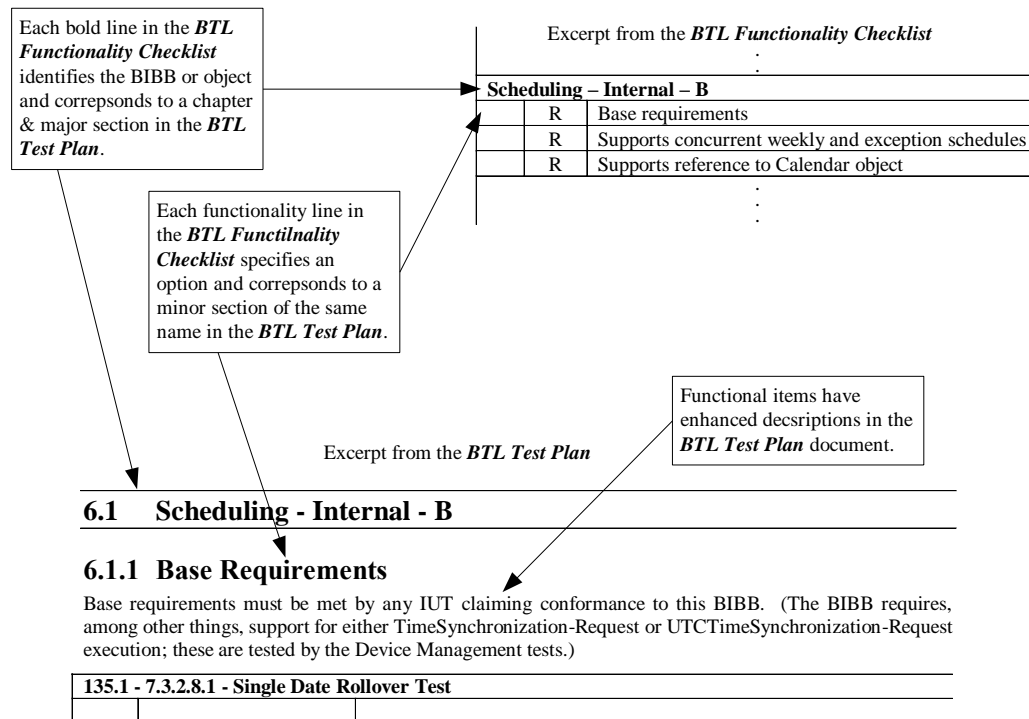 Each bold line in the BTL
Functionality Checklist
identifies the BIBB or object
and correpsonds to a chapter
& major section in the BTL
Test Plan.
Excerpt from the BTL Functionality Checklist
.
.
Scheduling – Internal – B
R Base requirements
R Supports concurrent weekly and exception schedules
R Supports reference to Calendar object
.
.
.
Each functionality line in
the BTL Functilnality
Checklist specifies an
option and correpsonds to a
minor section of the same
name in the BTL Test Plan.
Functional items have
enhanced decsriptions in the
BTL Test Plan document.
Excerpt from the BTL Test Plan
6.1 Scheduling - Internal - B
6.1.1 Base Requirements
Base requirements must be met by any IUT claiming conformance to this BIBB. (The BIBB requires,
among other things, support for either TimeSynchronization-Request or UTCTimeSynchronization-Request
execution; these are tested by the Device Management tests.)
135.1 - 7.3.2.8.1 - Single Date Rollover Test